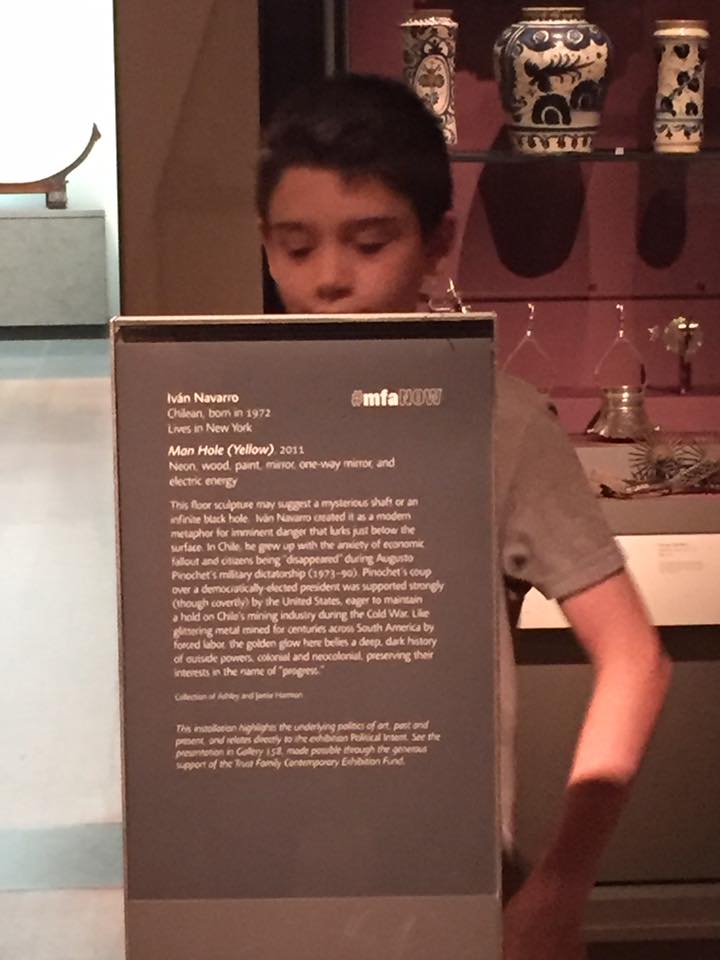 Iván Navarro
#mfaNOW
Chilean, born in 1972
Lives in New York
Man Hole (Yellow), 2011
Neon, wood, paint, mirror, one-way mirror, and
electric energy
This floor sculpture may suggest a mysterious shaft or an
infinite black hole. Iván Navarro created it as a modern
metaphor for imminent danger that lurks just below the
surface. In Chile, he grew up with the anxiety of economic
fallout and citizens being "disappeared" during Augusto
Pinochet's military dictatorship (1973–90). Pinochet's coup
over a democratically-elected president was supported strongly
(though covertly) by the United States, eager to maintain
a hold on Chile's mining industry during the Cold War. Like
glittering metal mined for centuries across South America by
forced labor, the golden glow here belies a deep, dark history
of outside powers, colonial and neocolonial, preserving their
interests in the name of "progress."
Collection of Ashley and Jamie Harmon
This installation highlights the underlying politics of art, past and
present, and relates directly to the exhibition Political Intent. See the
presentation in Gallery 158, made possible through the generous
support of the Trust Family Contemporary Exhibition Fund.